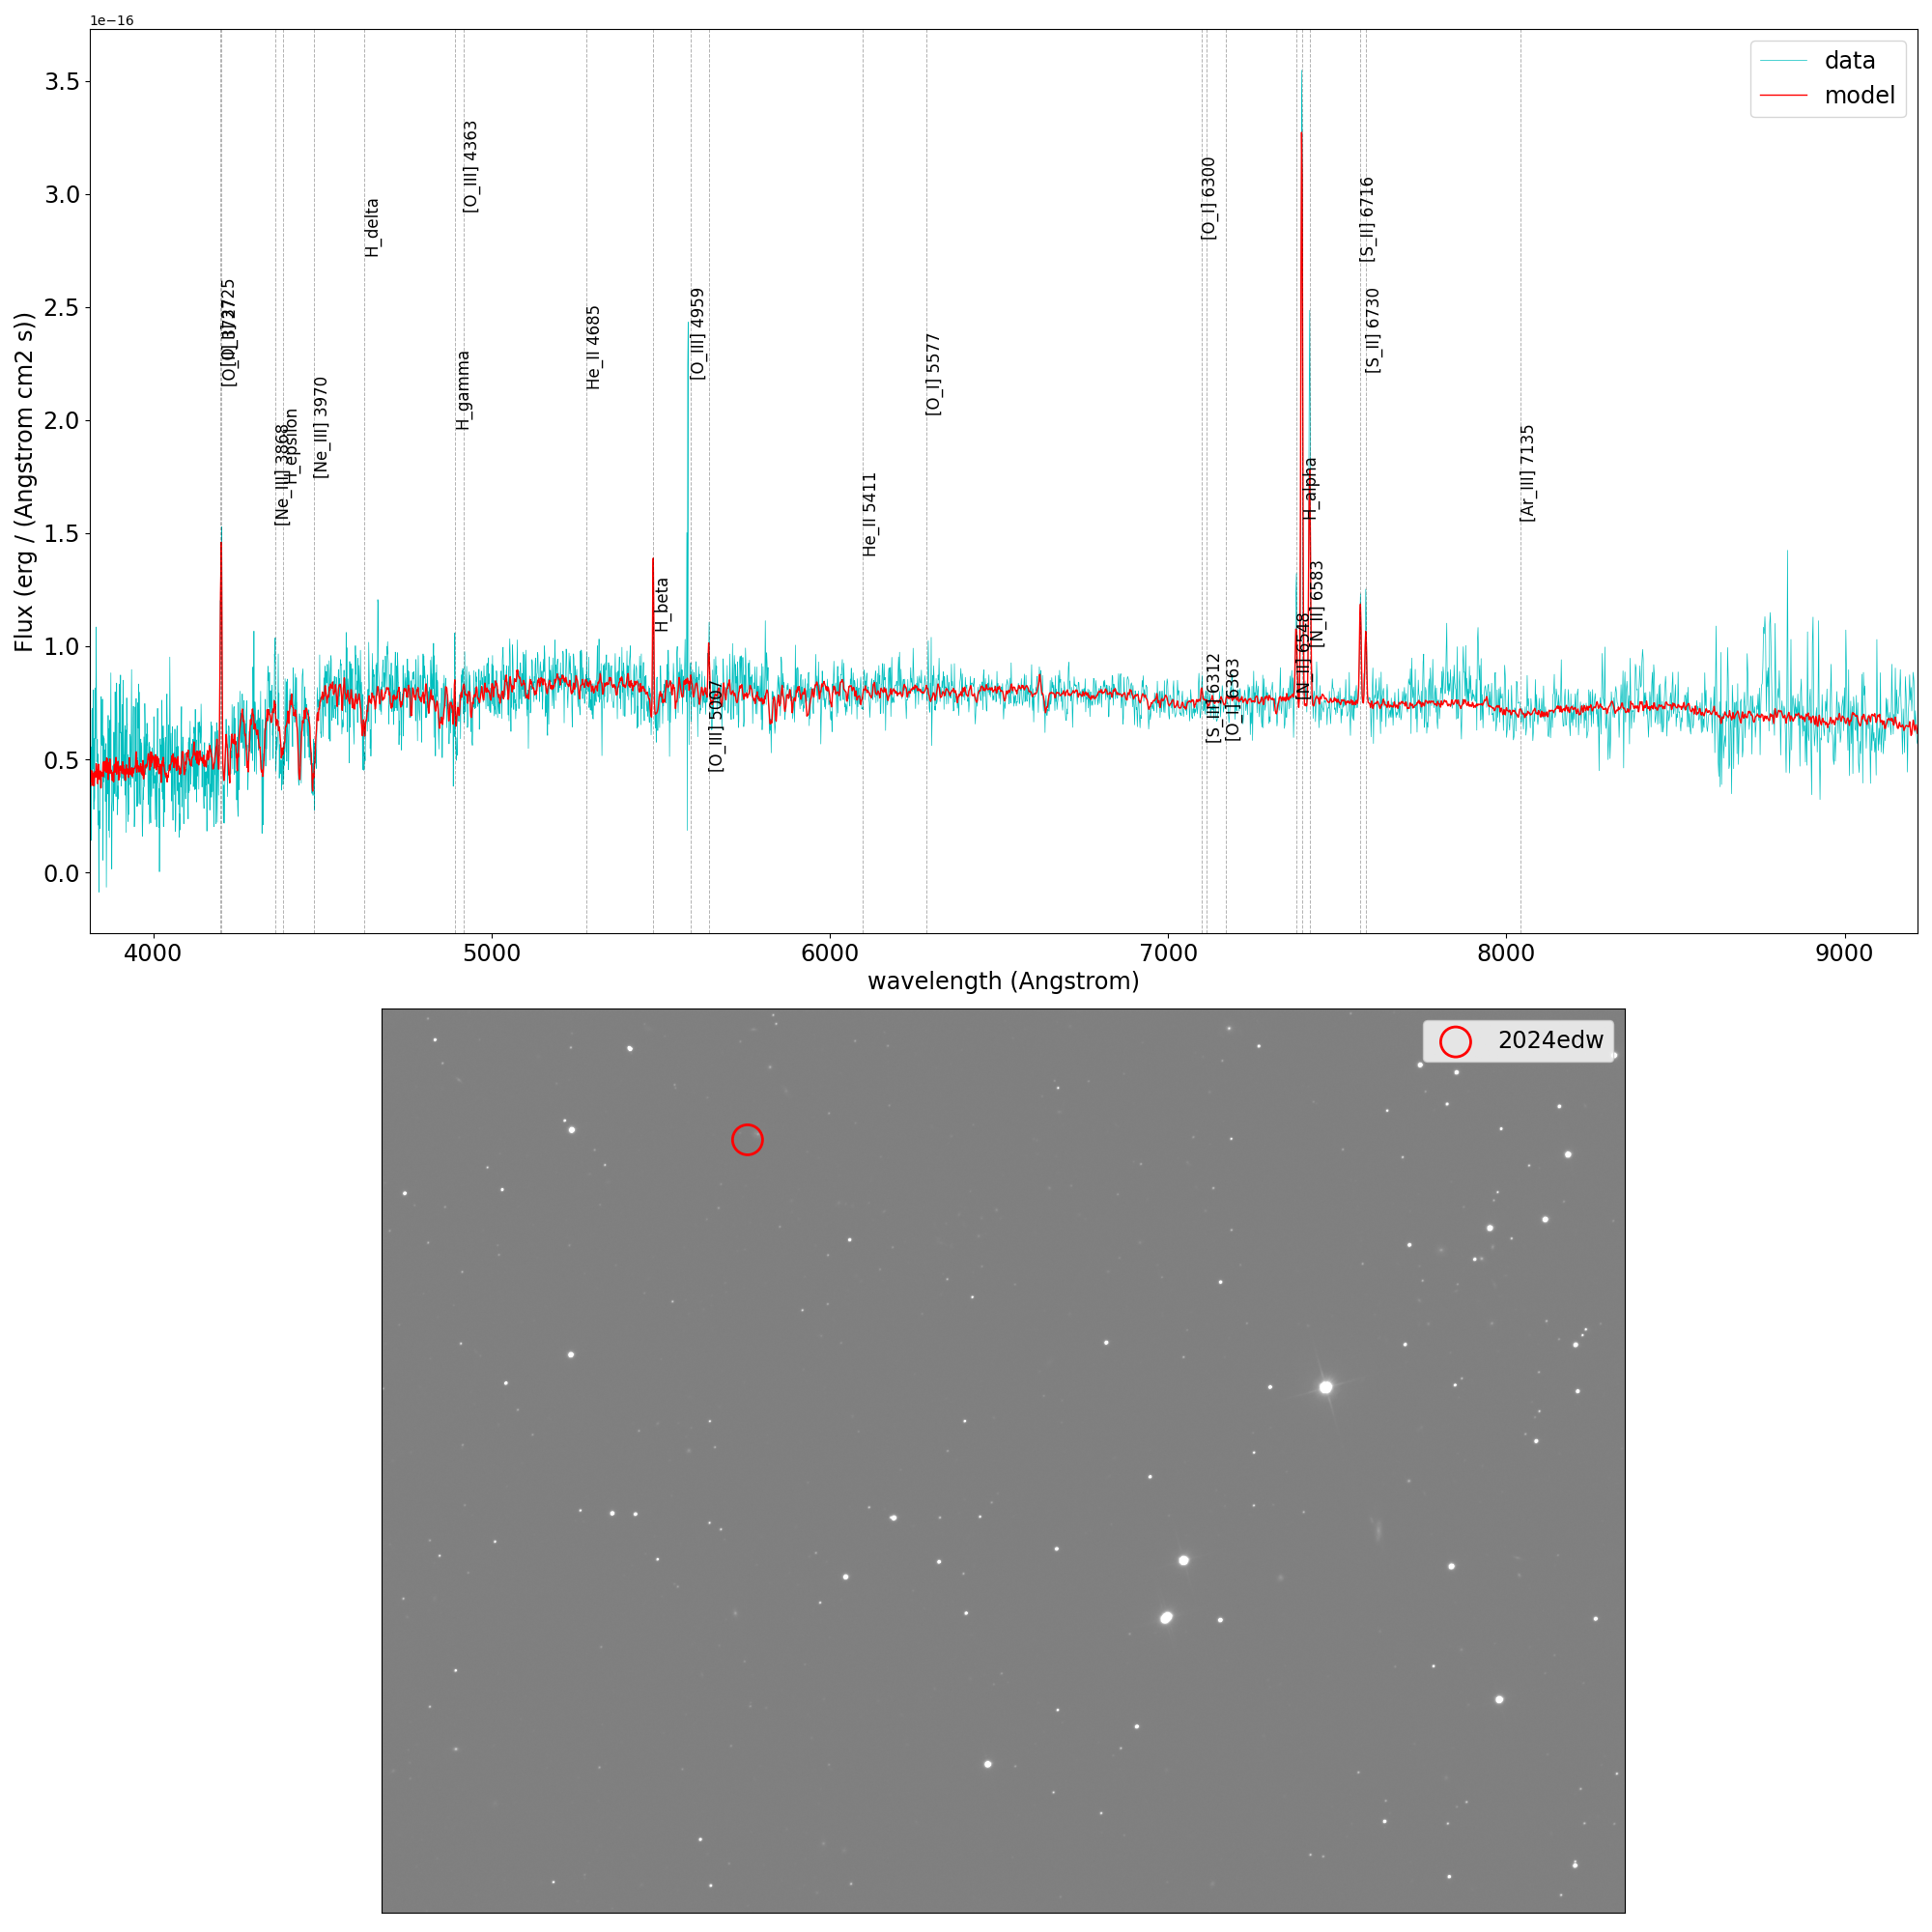 1e−16
data
model
3.5
3.0
2.5
2.0
1.5
1.0
0.5
0.0
Flux (erg / (Angstrom cm2 s))
[Ne_III] 3868
H_epsilon
[Ne_III] 3970
H_delta
H_gamma
[O_III] 4363
He_II 4685
H_beta
[O_III] 4959
[O_III] 5007
He_II 5411
[O_I] 5577
[O_I] 6300
[S_III] 6312
[O_I] 6363
[N_II] 6548
H_alpha
[N_II] 6583
[S_II] 6716
[S_II] 6730
[Ar_III] 7135
4000 5000 6000 7000 8000 9000
wavelength (Angstrom)
2024edw